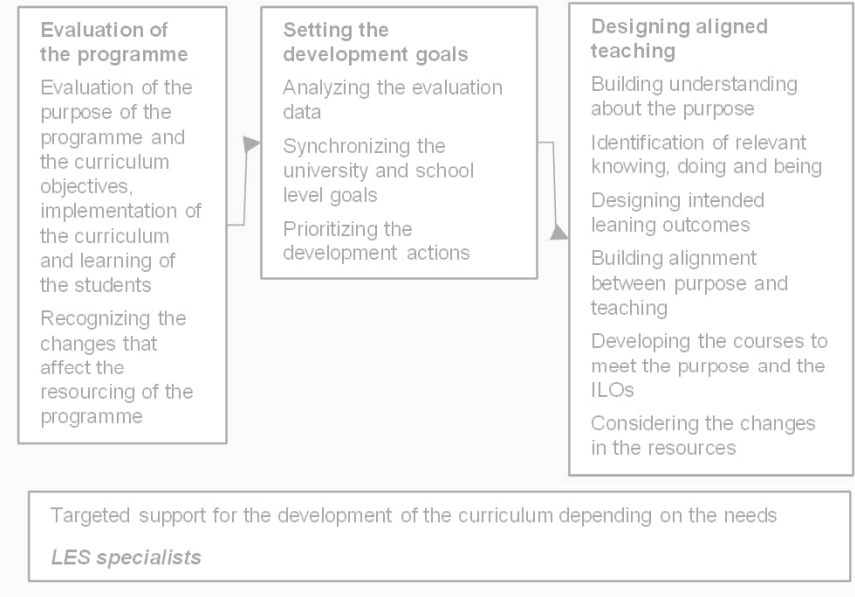 Evaluation of
the programme
Evaluation of the
purpose of the
programme and
the curriculum
objectives,
implementation of
the curriculum
and learning of
the students
Recognizing the
changes that
affect the
resourcing of the
programme
Setting the
development goals
Analyzing the evaluation
data
Synchronizing the
university and school
level goals
Prioritizing the
development actions
Designing aligned
teaching
Building understanding
about the purpose
Identification of relevant
knowing, doing and being
Designing intended
leaning outcomes
Building alignment
between purpose and
teaching
Developing the courses to
meet the purpose and the
ILOs
Considering the changes
in the resources
Targeted support for the development of the curriculum depending on the needs
LES specialists